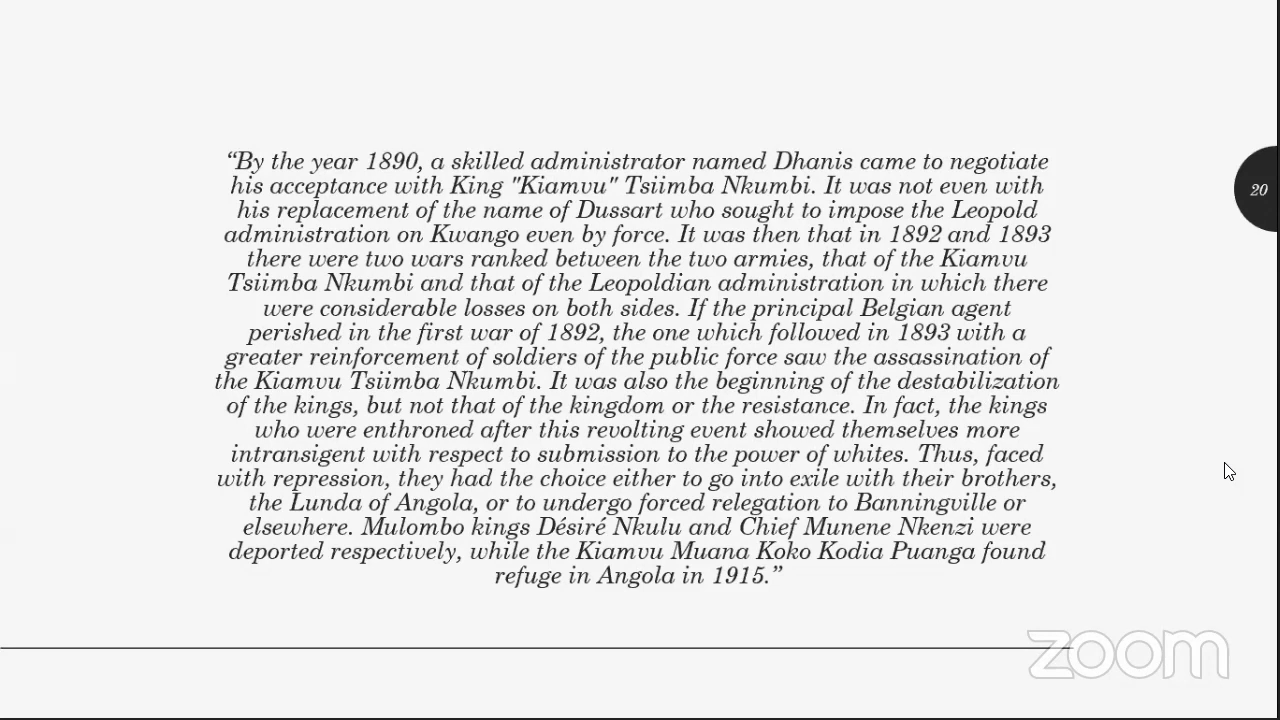 “By the year 1890, a skilled administrator named Dhanis came to negotiate
his acceptance with King "Kiamvu" Tsiimba Nkumbi. It was not even with
his replacement of the name of Dussart who sought to impose the Leopold
administration on Kwango even by force. It was then that in 1892 and 1893
there were two wars ranked between the two armies, that of the Kiamvu
Tsiimba Nkumbi and that of the Leopoldian administration in which there
were considerable losses on both sides. If the principal Belgian agent
perished in the first war of 1892, the one which followed in 1893 with a
greater reinforcement of soldiers of the public force saw the assassination of
the Kiamvu Tsiimba Nkumbi. It was also the beginning of the destabilization
of the kings, but not that of the kingdom or the resistance. In fact, the kings
who were enthroned after this revolting event showed themselves more
intransigent with respect to submission to the power of whites. Thus, faced
with repression, they had the choice either to go into exile with their brothers,
the Lunda of Angola, or to undergo forced relegation to Banningville or
elsewhere. Mulombo kings Désiré Nkulu and Chief Munene Nkenzi were
deported respectively, while the Kiamvu Muana Koko Kodia Puanga found
refuge in Angola in 1915.”
20
zoom